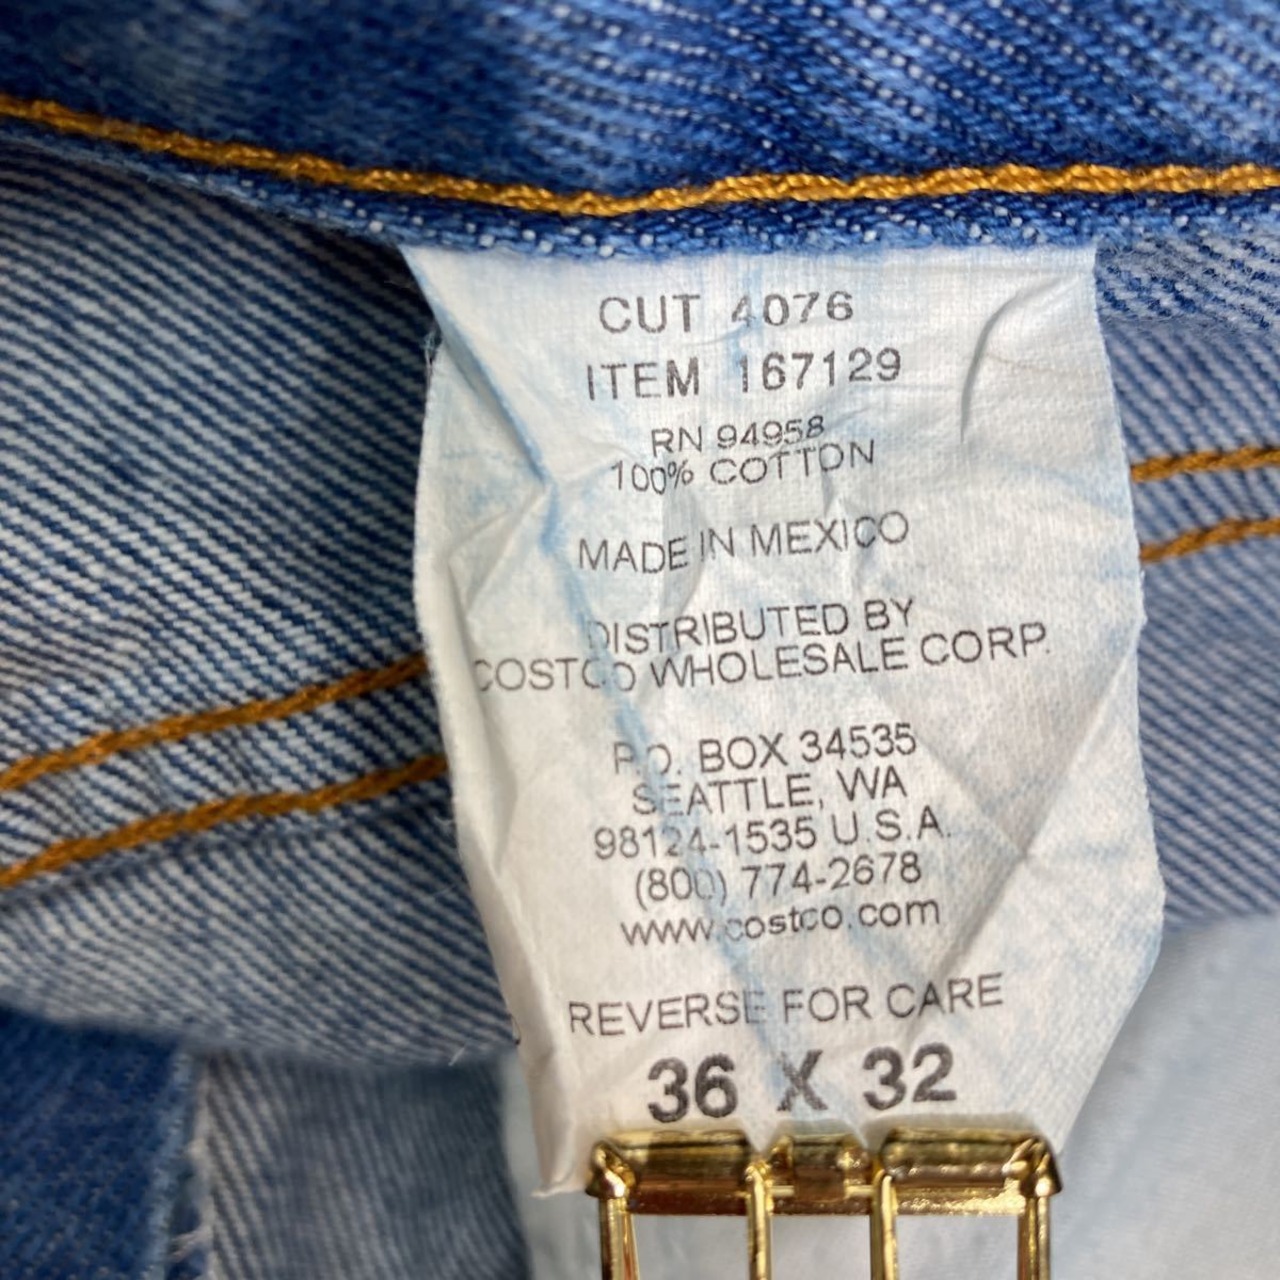 CUT 4076
ITEM 167129
RN 94958
100% COTTON
MADE IN MEXICO
DISTRIBUTED BY
COSTCO WHOLESALE CORP.
P.O. BOX 34535
SEATTLE, WA
98124-1535 U.S.A.
(800) 774-2678
www.costco.com
REVERSE FOR CARE
36 X 32